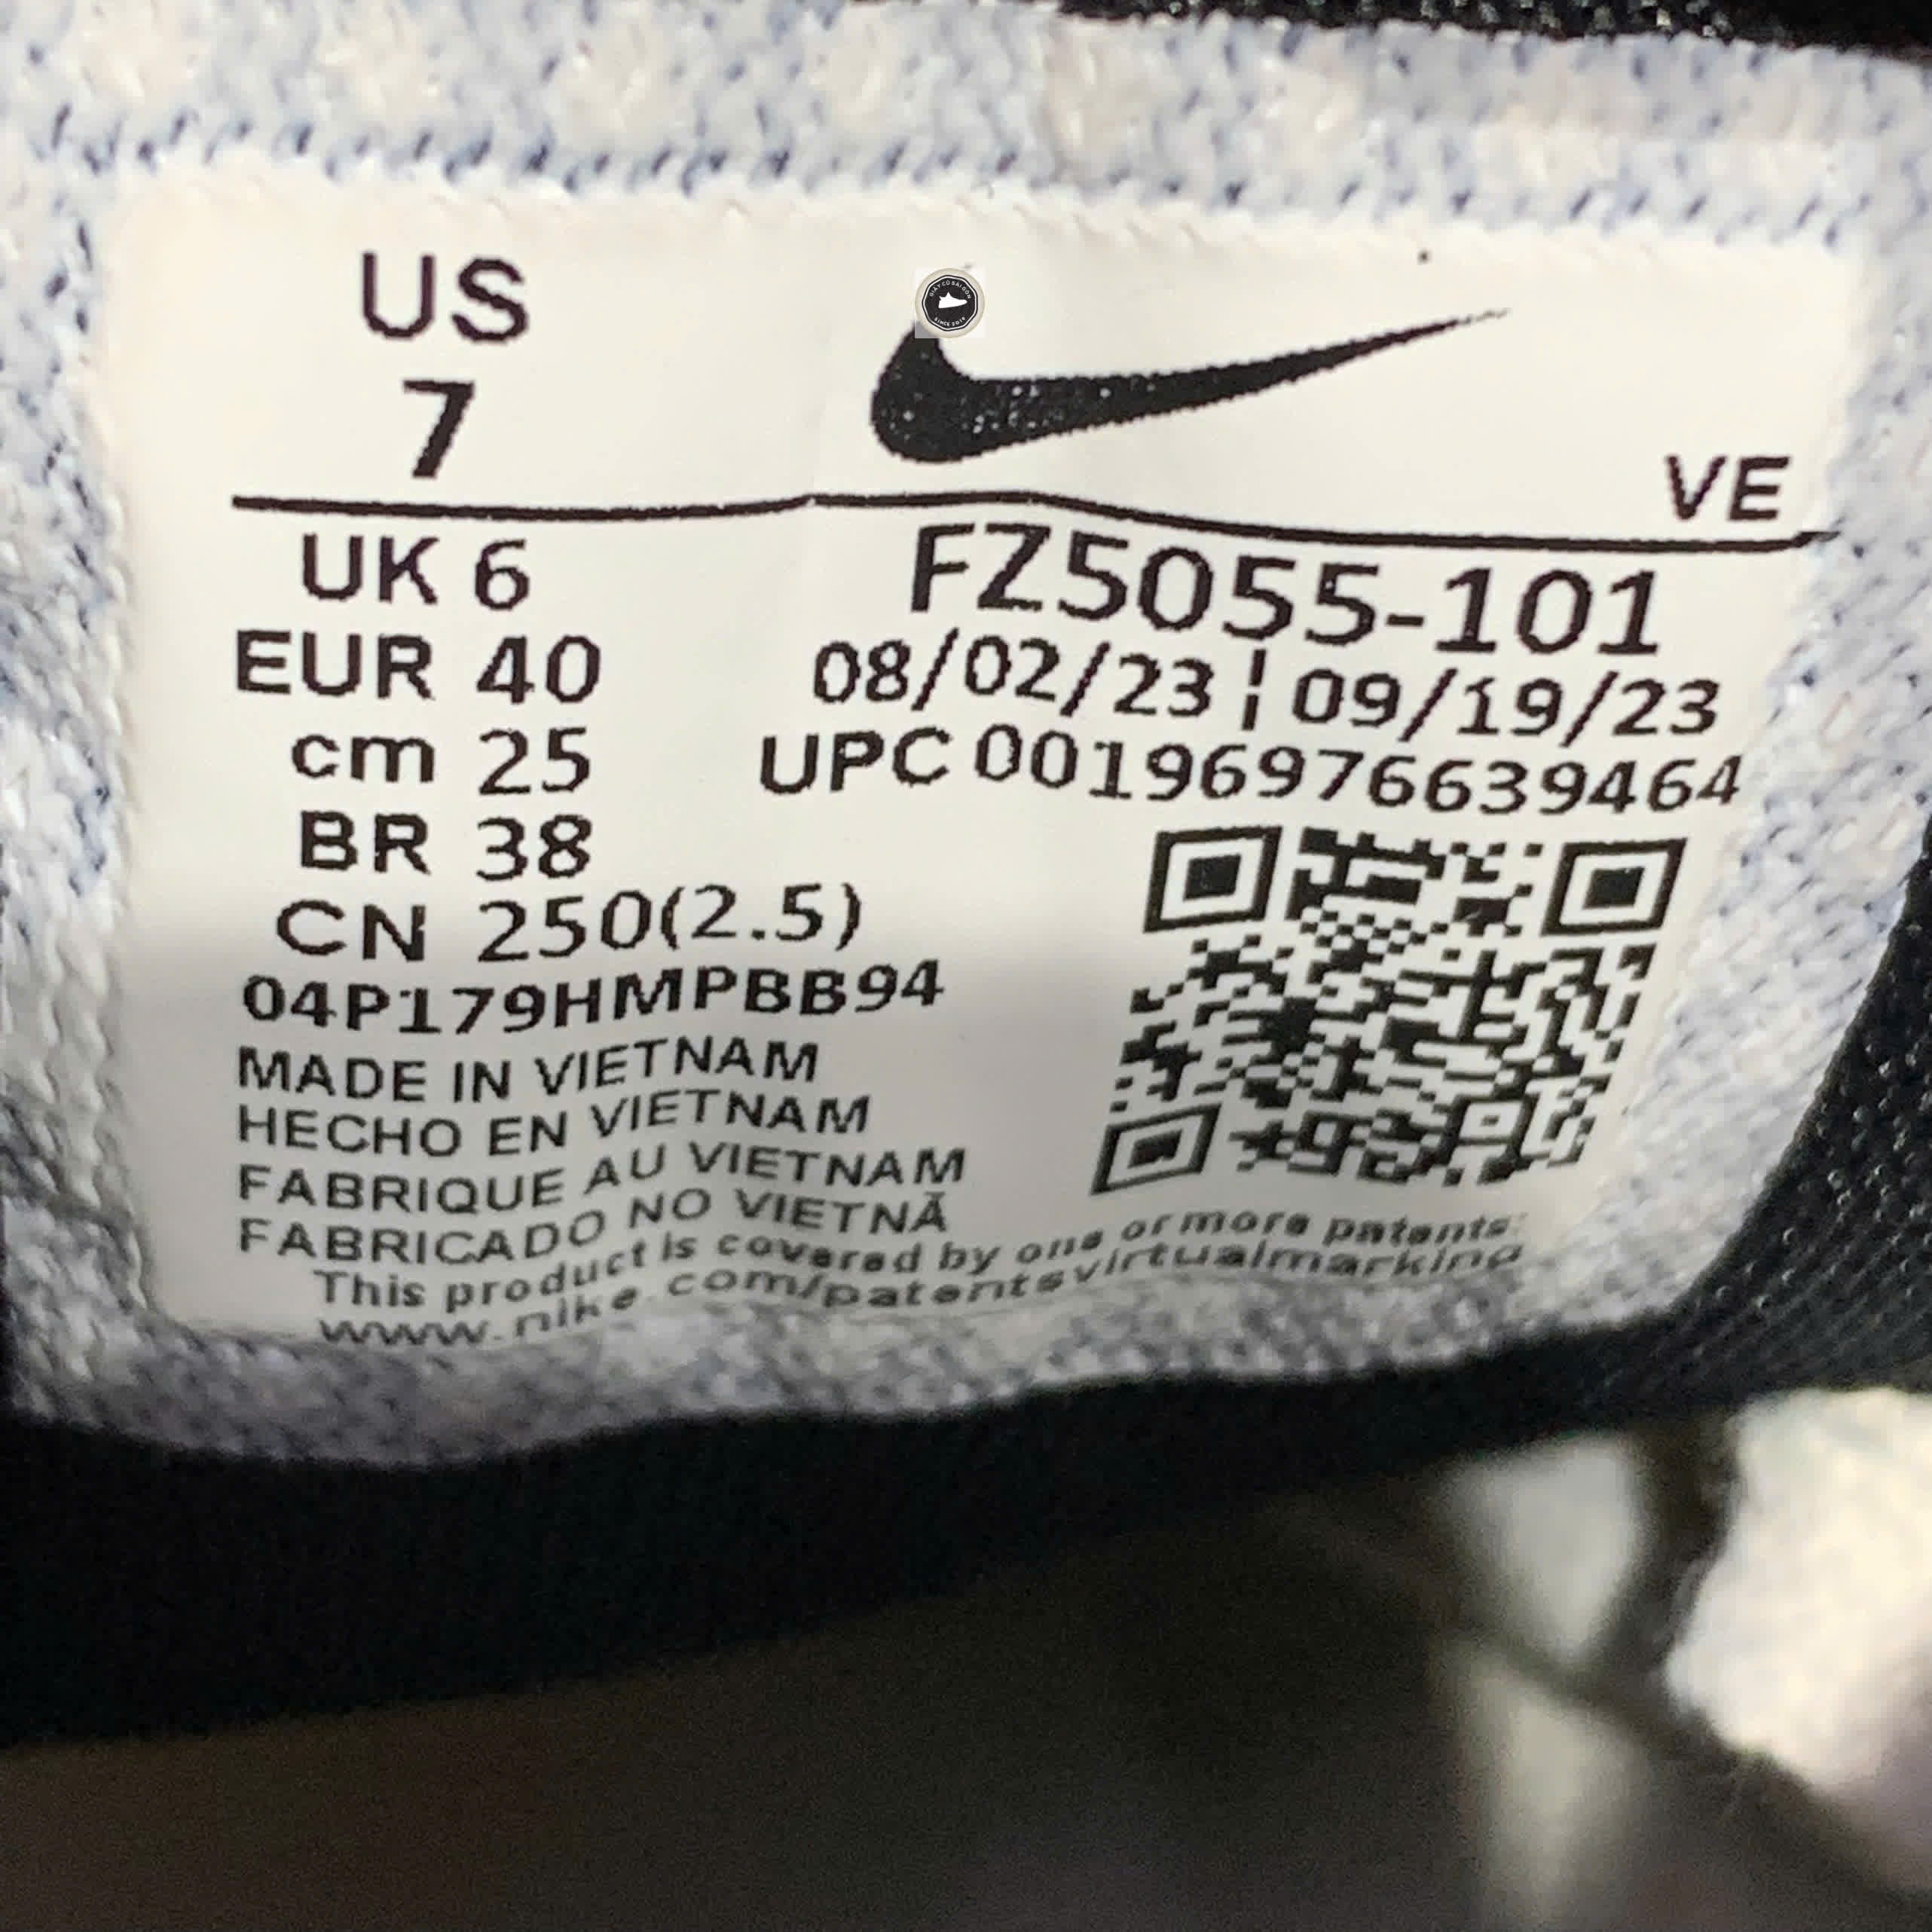 US
7
VE
UK 6
EUR 40
cm 25
BR 38
CN 250(2.5)
FZ5055-101
08/02/23 ¦ 09/19/23
UPC 00196976639464
04P179HMPBB94
MADE IN VIETNAM
HECHO EN VIETNAM
FABRIQUE AU VIETNAM
FABRICADO NO VIETNÃ
This product is covered by one or more patents:
www.nike.com/patentsvirtualmarking
SINCE 2019